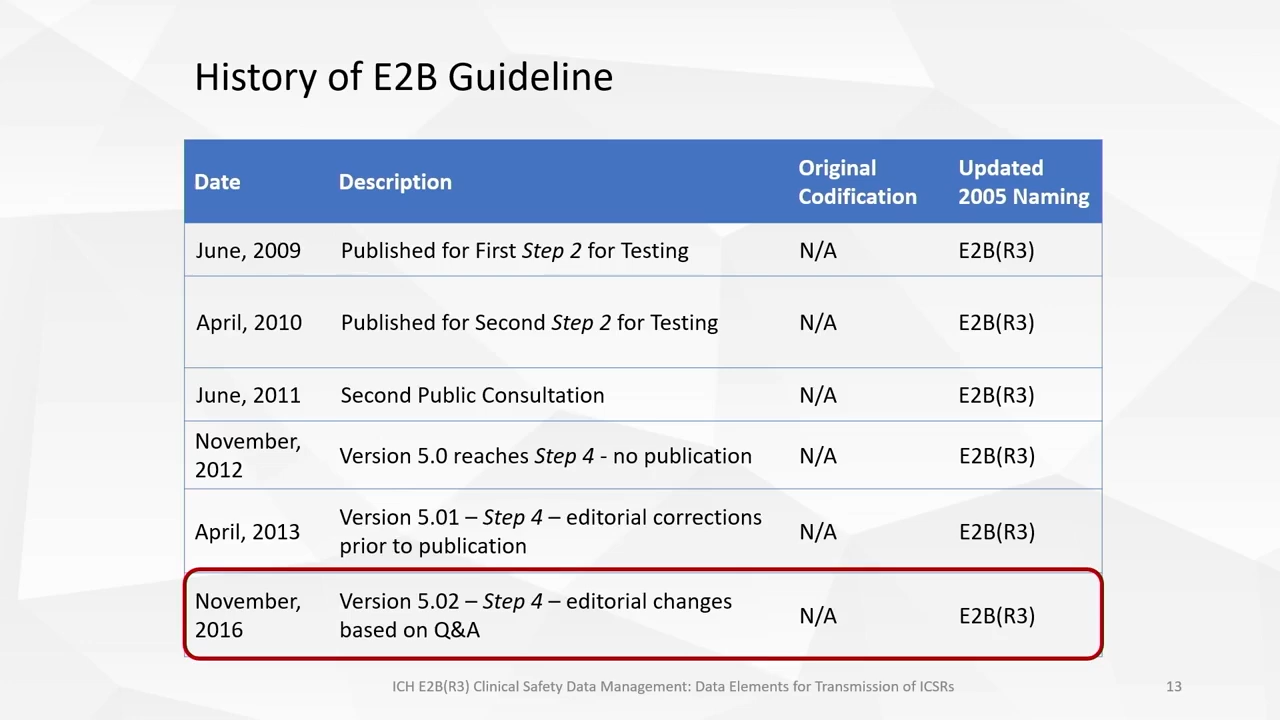 History of E2B Guideline
Date
Description
Original
Codification
Updated
2005 Naming
June, 2009
Published for First Step 2 for Testing
N/A
E2B(R3)
April, 2010
Published for Second Step 2 for Testing
N/A
E2B(R3)
June, 2011
Second Public Consultation
N/A
E2B(R3)
November,
2012
Version 5.0 reaches Step 4 - no publication
N/A
E2B(R3)
April, 2013
Version 5.01 – Step 4 – editorial corrections
prior to publication
N/A
E2B(R3)
November,
2016
Version 5.02 – Step 4 – editorial changes
based on Q&A
N/A
E2B(R3)
ICH E2B(R3) Clinical Safety Data Management: Data Elements for Transmission of ICSRs
13